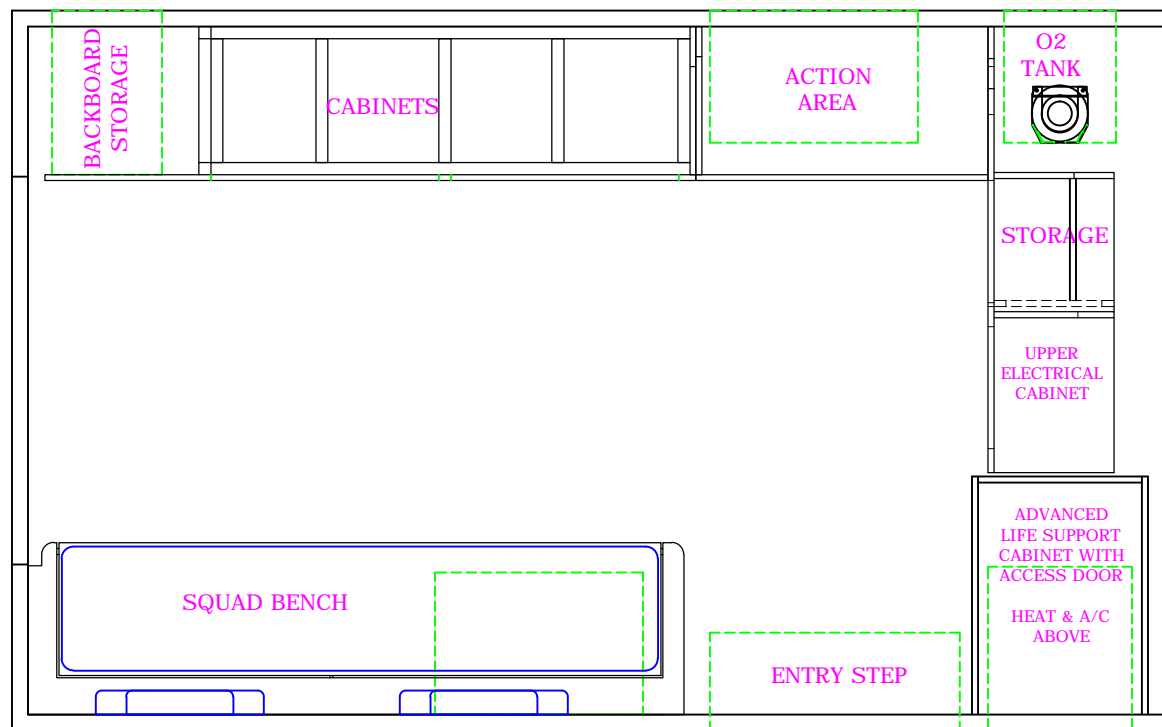 BACKBOARD
STORAGE
CABINETS
ACTION
AREA
O2
TANK
STORAGE
UPPER
ELECTRICAL
CABINET
ADVANCED
LIFE SUPPORT
CABINET WITH
ACCESS DOOR
HEAT & A/C
ABOVE
SQUAD BENCH
ENTRY STEP